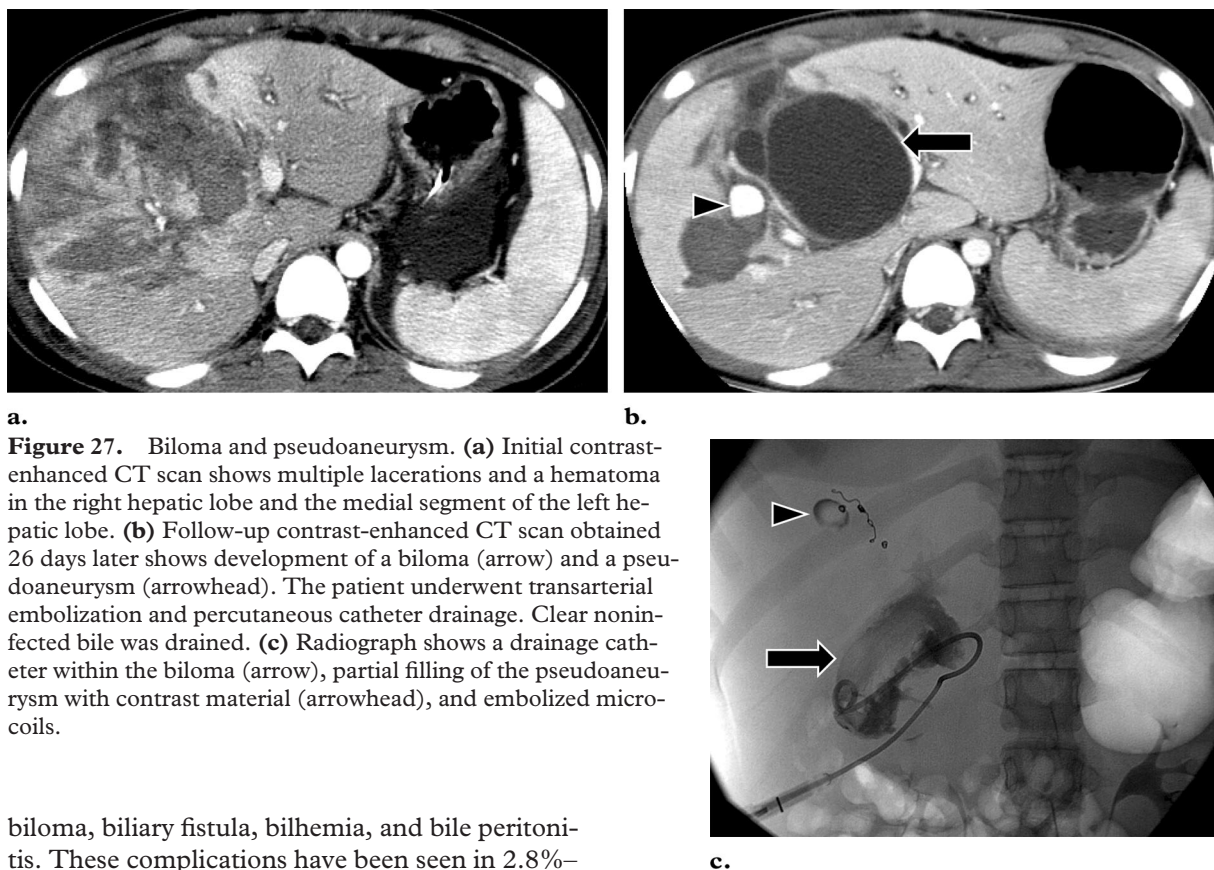 a.
b.
Figure 27. Biloma and pseudoaneurysm. (a) Initial contrast-
enhanced CT scan shows multiple lacerations and a hematoma
in the right hepatic lobe and the medial segment of the left he-
patic lobe. (b) Follow-up contrast-enhanced CT scan obtained
26 days later shows development of a biloma (arrow) and a pseu-
doaneurysm (arrowhead). The patient underwent transarterial
embolization and percutaneous catheter drainage. Clear nonin-
fected bile was drained. (c) Radiograph shows a drainage cath-
eter within the biloma (arrow), partial filling of the pseudoaneu-
rysm with contrast material (arrowhead), and embolized micro-
coils.
biloma, biliary fistula, bilhemia, and bile peritoni-
tis. These complications have been seen in 2.8%–
c.